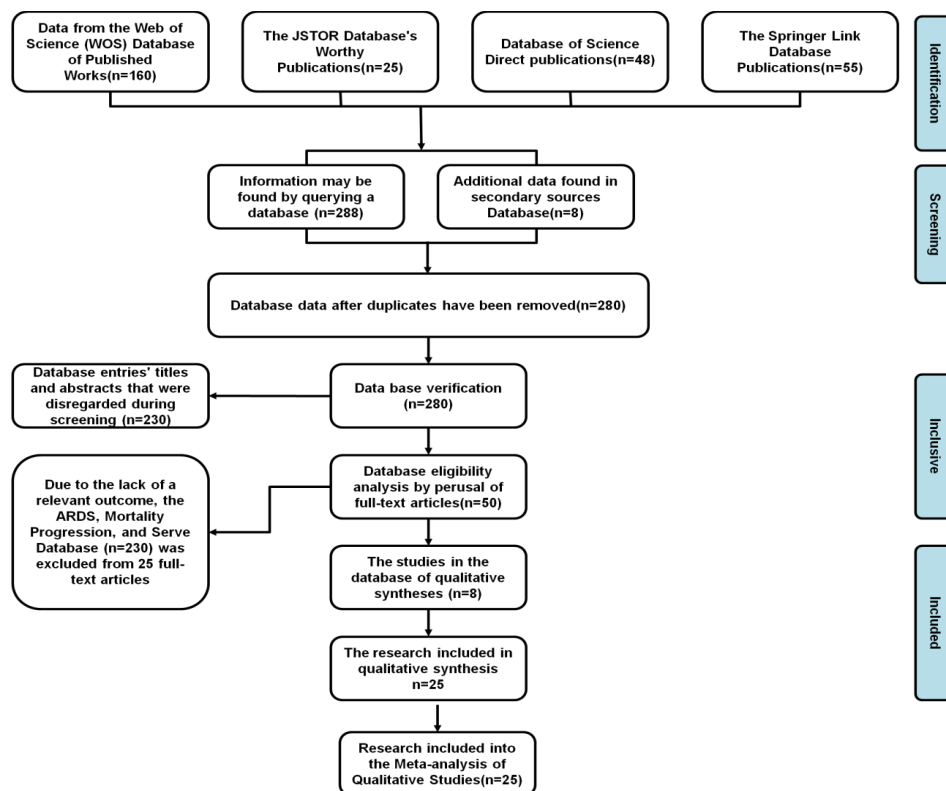 Data from the Web of
Science (WOS) Database
of Published
Works(n=160)
The JSTOR Database's
Worthy
Publications(n=25)
Database of Science
Direct publications(n=48)
The Springer Link
Database
Publications(n=55)
Identification
Information may be
found by querying a
database (n=288)
Additional data found in
secondary sources
Database(n=8)
Screening
Database data after duplicates have been removed(n=280)
Database entries' titles
and abstracts that were
disregarded during
screening (n=230)
Data base verification
(n=280)
Inclusive
Due to the lack of a
relevant outcome, the
ARDS, Mortality
Progression, and Serve
Database (n=230) was
excluded from 25 full-
text articles
Database eligibility
analysis by perusal of
full-text articles(n=50)
The studies in the
database of qualitative
syntheses (n=8)
Included
The research included in
qualitative synthesis
n=25
Research included into
the Meta-analysis of
Qualitative Studies(n=25)